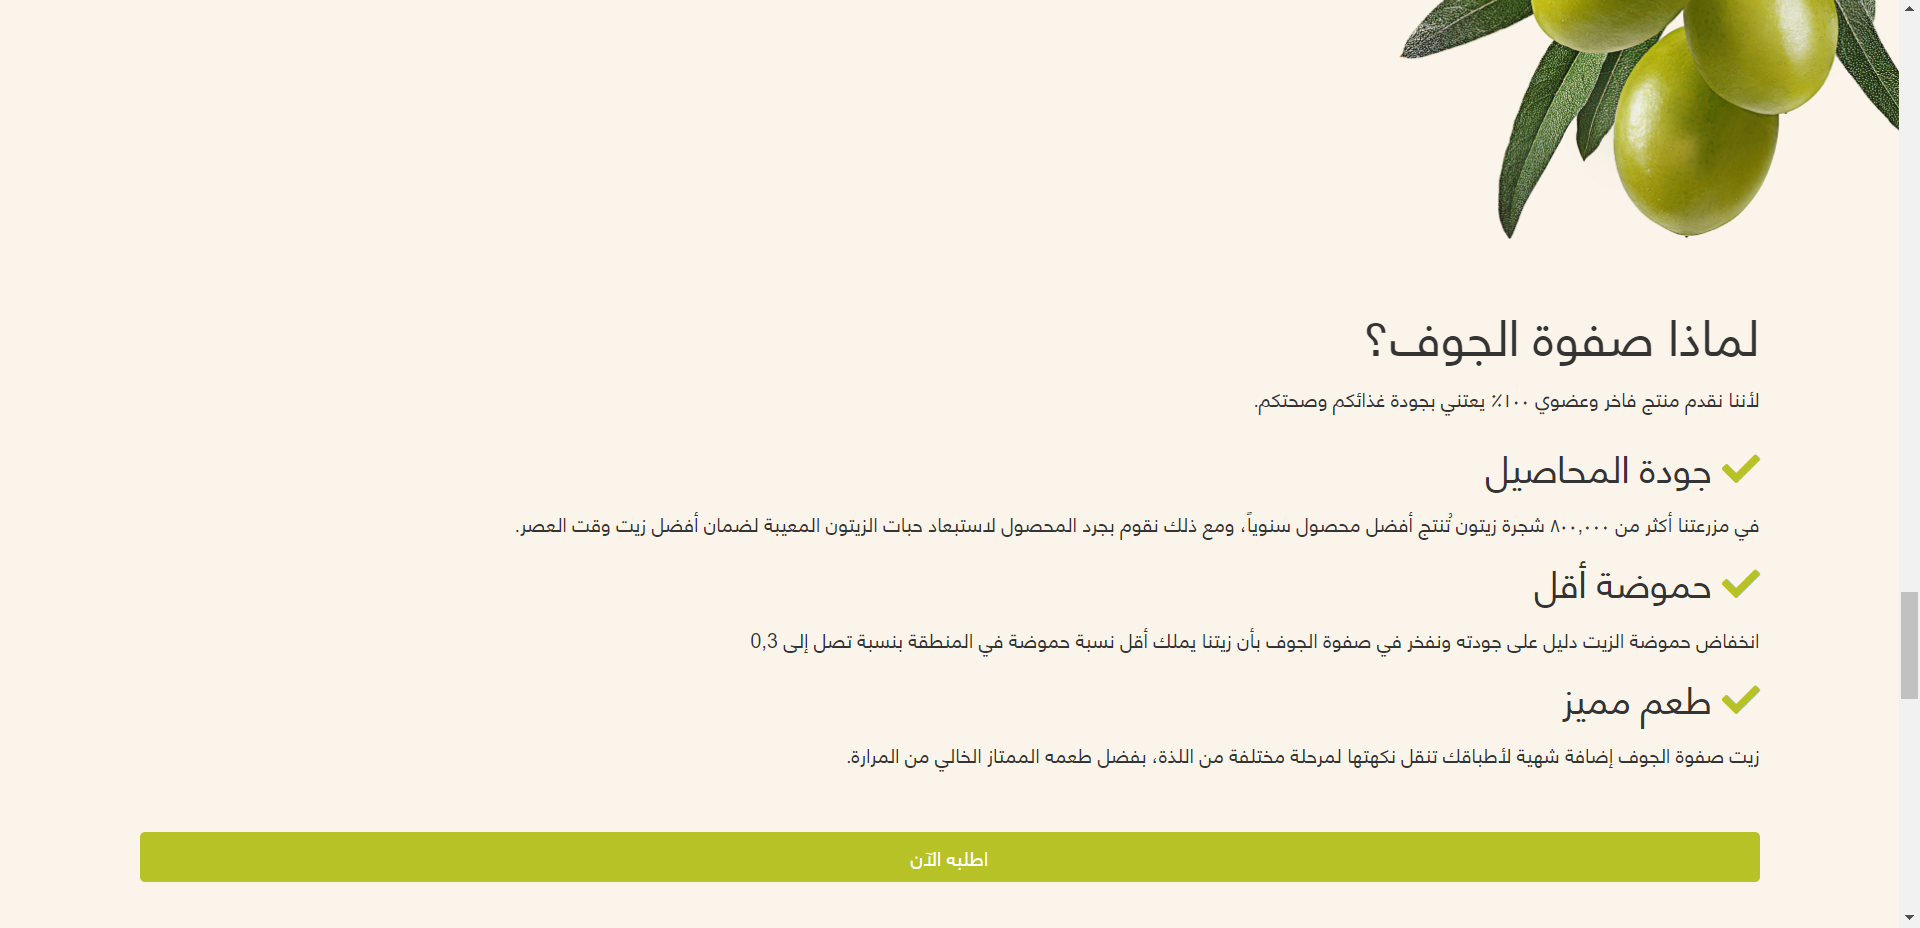 لماذا صفوة الجوف؟
لأننا نقدم منتج فاخر وعضوي ١٠٠٪ يعتني بجودة غذائكم وصحتكم.
جودة المحاصيل
في مزرعتنا أكثر من ٨٠٠,٠٠٠ شجرة زيتون تُنتج أفضل محصول سنوياً، ومع ذلك نقوم بجرد المحصول لاستبعاد حبات الزيتون المعيبة لضمان أفضل زيت وقت العصر.
حموضة أقل
انخفاض حموضة الزيت دليل على جودته ونفخر في صفوة الجوف بأن زيتنا يملك أقل نسبة حموضة في المنطقة بنسبة تصل إلى 0,3
طعم مميز
زيت صفوة الجوف إضافة شهية لأطباقك تنقل نكهتها لمرحلة مختلفة من اللذة، بفضل طعمه الممتاز الخالي من المرارة.
اطلبه الآن